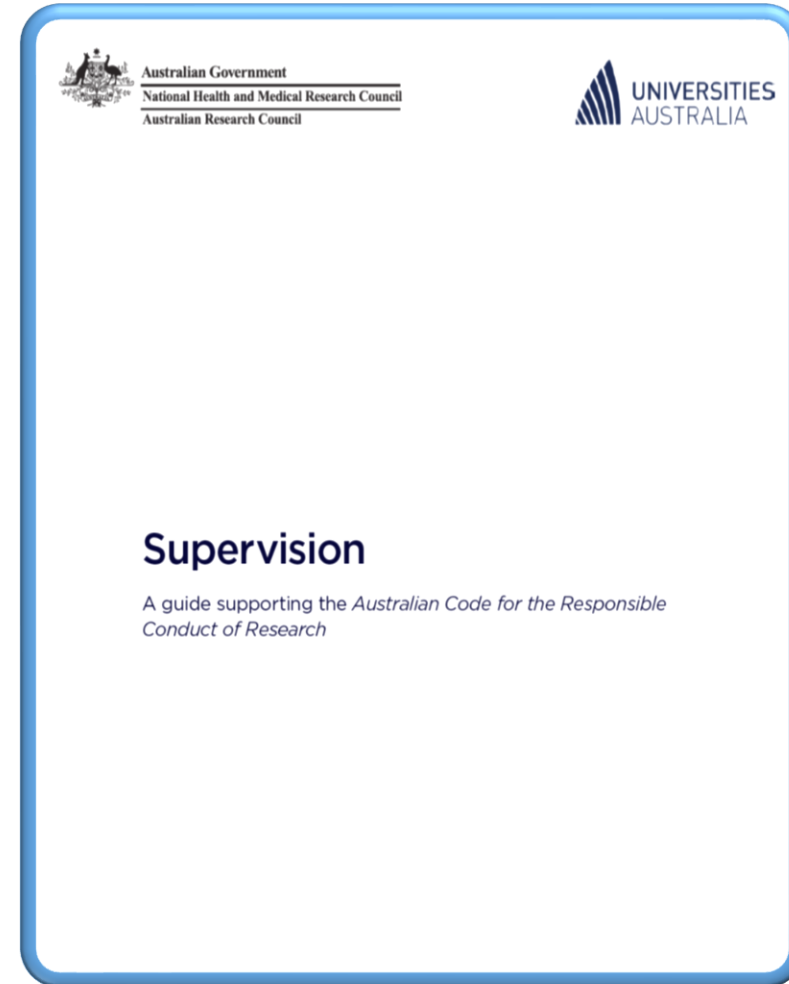 Australian Government
National Health and Medical Research Council
Australian Research Council
UNIVERSITIES
AUSTRALIA
Supervision
A guide supporting the Australian Code for the Responsible
Conduct of Research